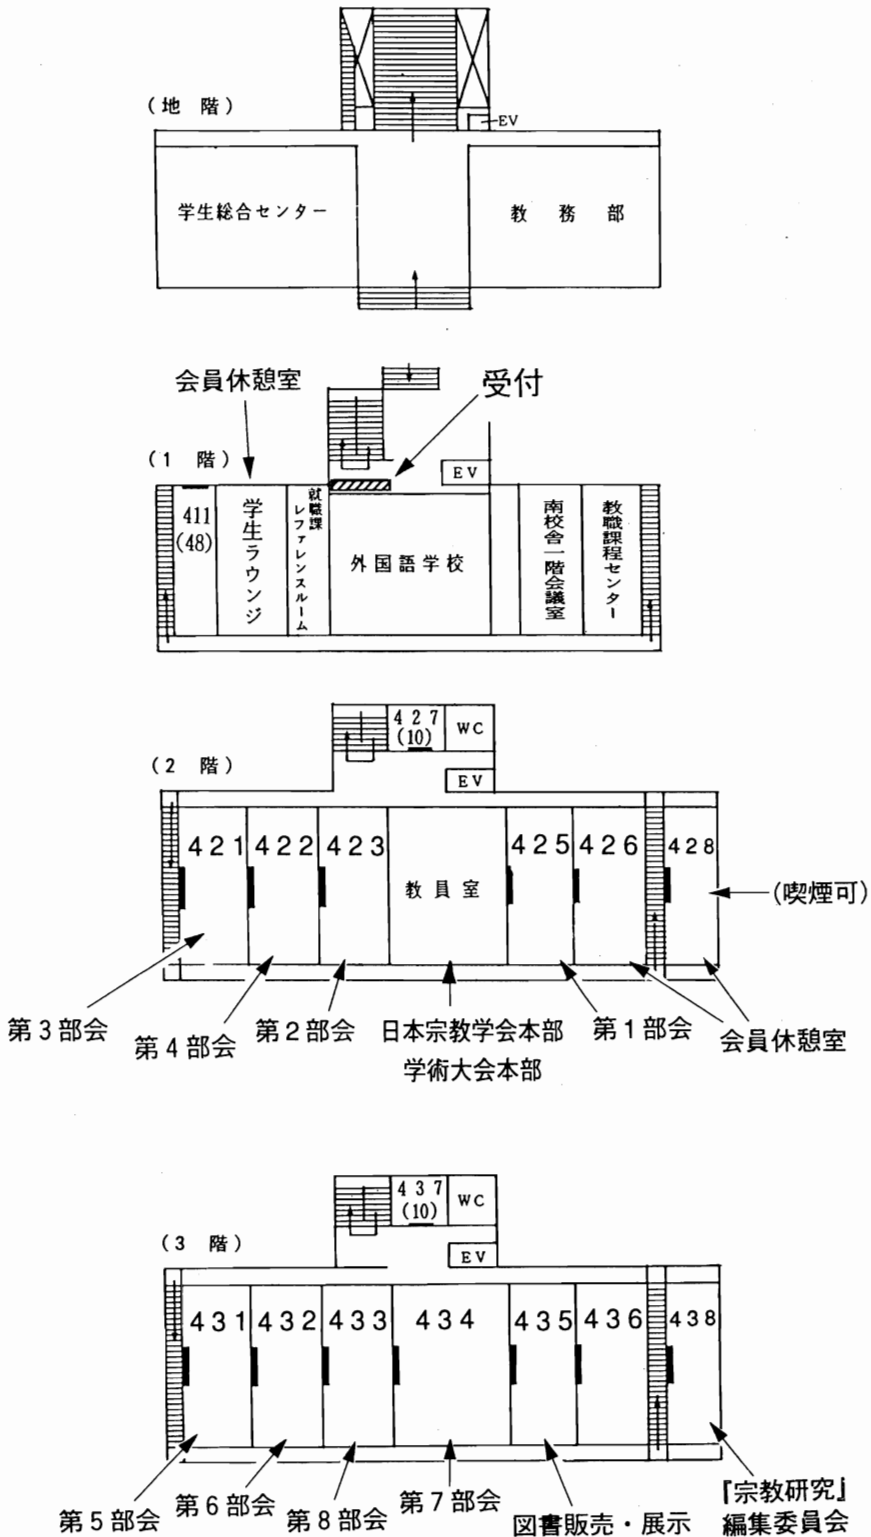 (地 階)
EV
学生総合センター
教 務 部
会員休憩室
受付
(1 階)
EV
411
(48)
学生ラウンジ
就職課
レファレンスルーム
外国語学校
南校舎一階会議室
教職課程センター
427
(10)
WC
(2 階)
EV
421
422
423
教員室
425
426
428
(喫煙可)
第3部会
第4部会
第2部会
日本宗教学会本部
学術大会本部
第1部会
会員休憩室
437
(10)
WC
(3 階)
EV
431
432
433
434
435
436
438
第5部会
第6部会
第8部会
第7部会
図書販売・展示
『宗教研究』
編集委員会